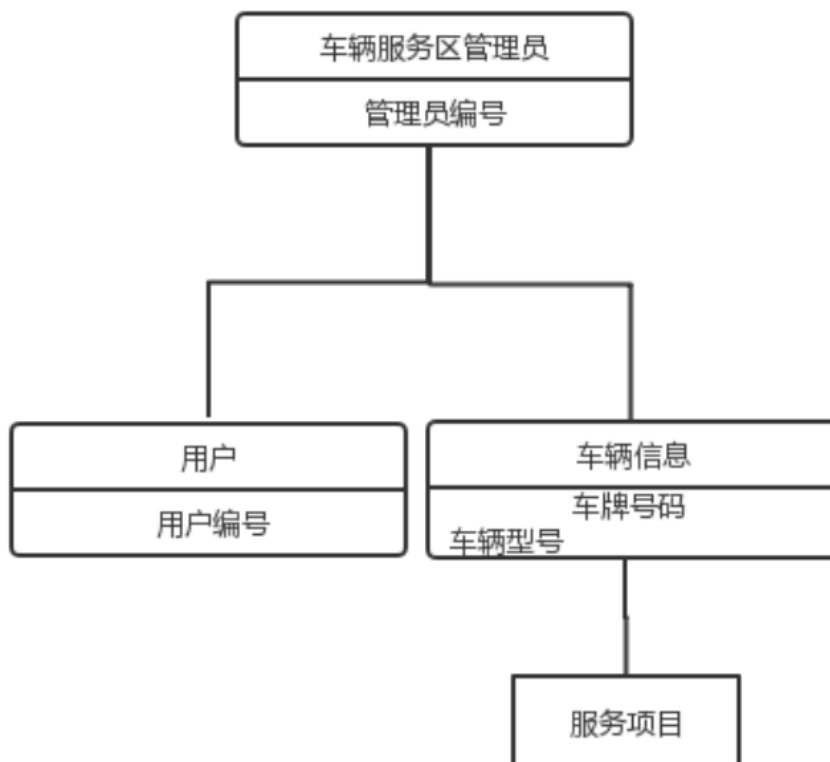 车辆服务区管理员
管理员编号
用户
用户编号
车辆信息
车牌号码
车辆型号
服务项目